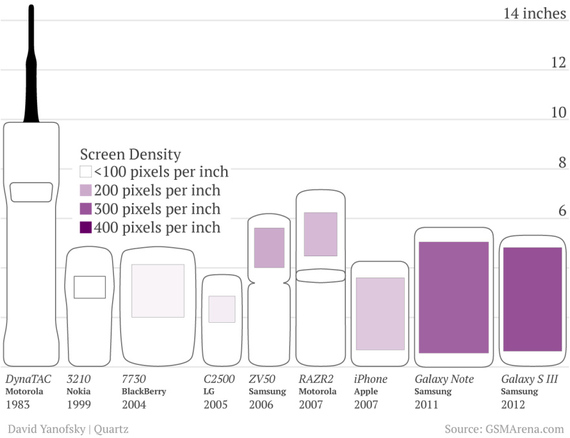 14 inches
12
10
8
6
Screen Density
<100 pixels per inch
200 pixels per inch
300 pixels per inch
400 pixels per inch
DynaTAC
Motorola
1983
3210
Nokia
1999
7730
BlackBerry
2004
C2500
LG
2005
ZV50
Samsung
2006
RAZR2
Motorola
2007
iPhone
Apple
2007
Galaxy Note
Samsung
2011
Galaxy S III
Samsung
2012
David Yanofsky | Quartz
Source: GSMArena.com